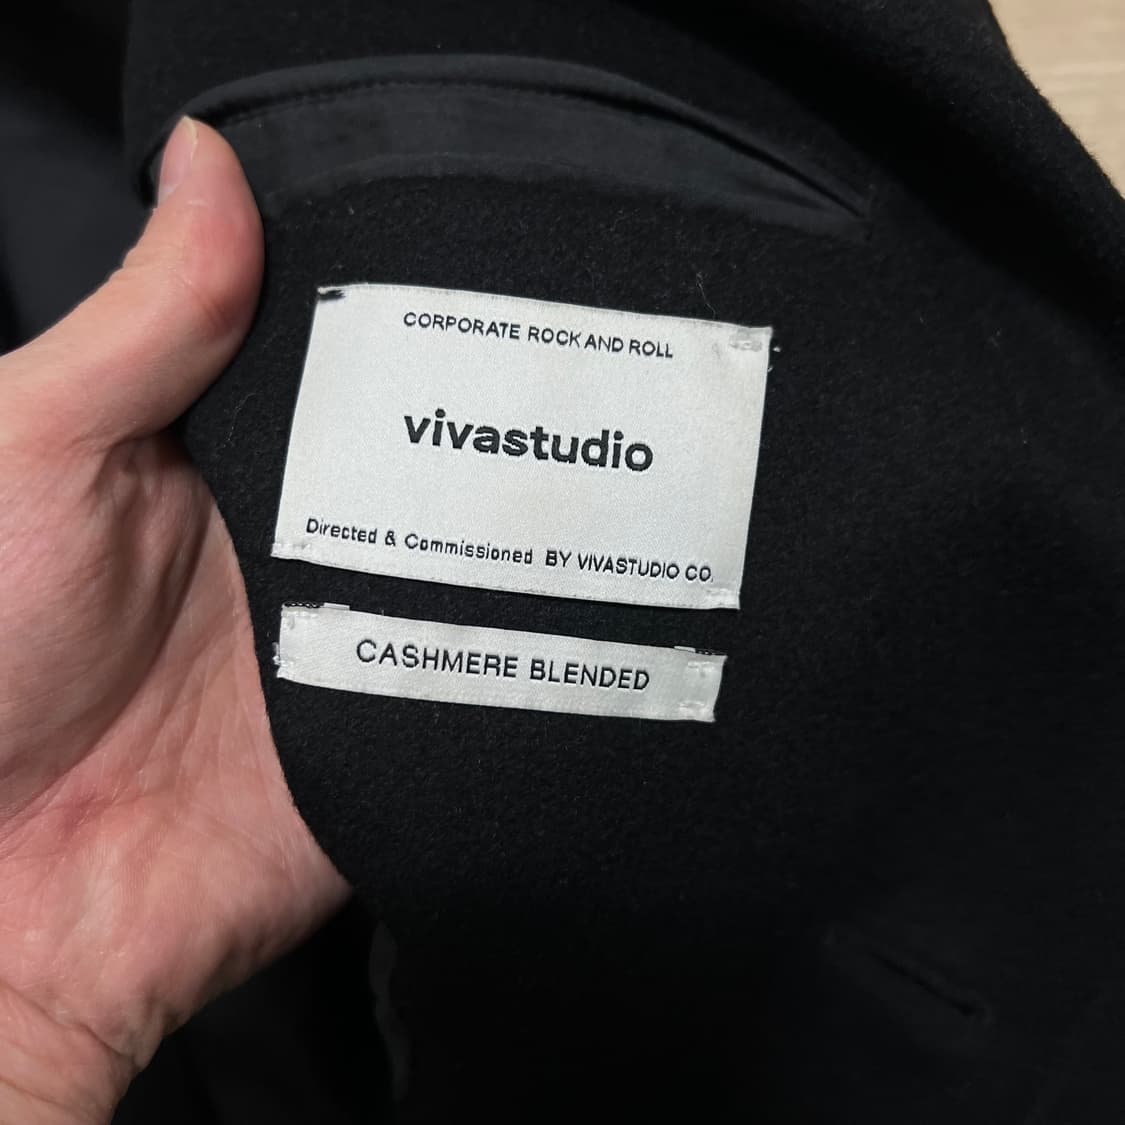 CORPORATE ROCK AND ROLL
vivastudio
Directed & Commissioned BY VIVASTUDIO CO.
CASHMERE BLENDED